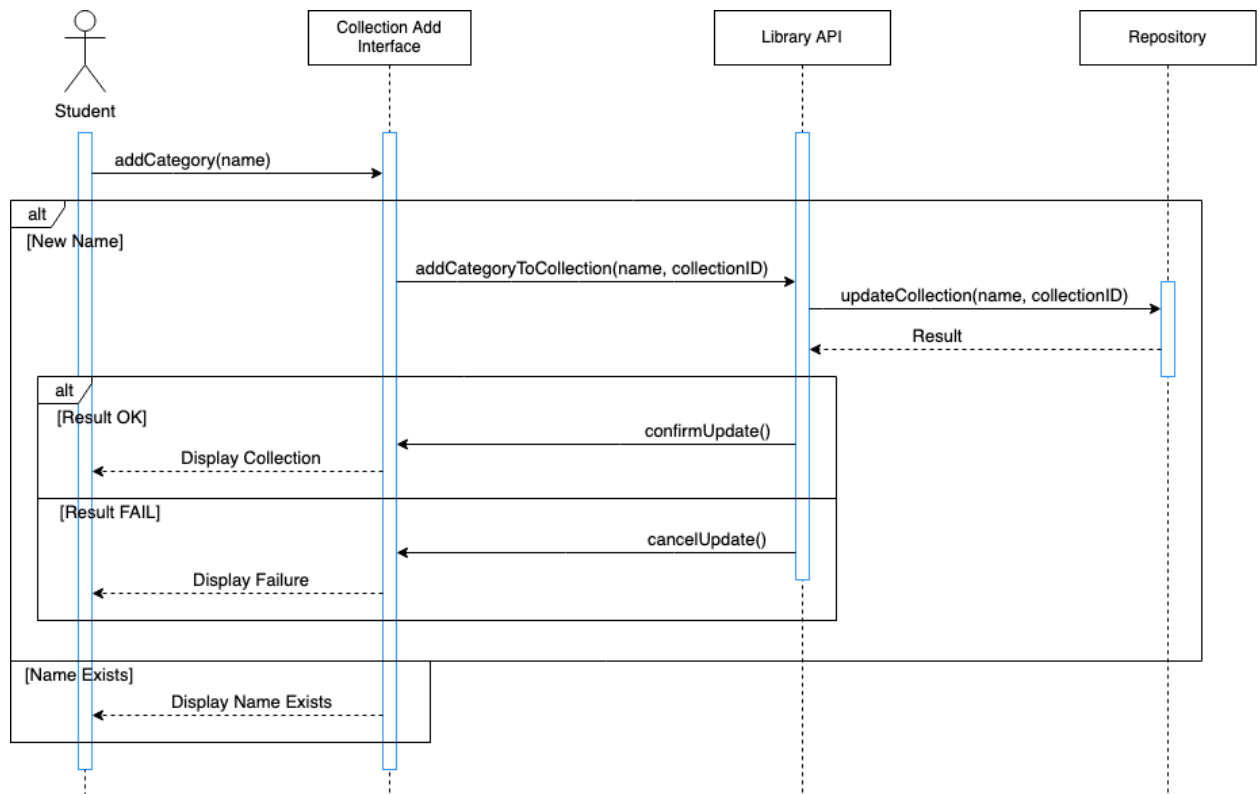 Collection Add
Interface
Library API
Repository
Student
addCategory(name)
alt
[New Name]
addCategoryToCollection(name, collectionID)
updateCollection(name, collectionID)
Result
alt
[Result OK]
confirmUpdate()
Display Collection
[Result FAIL]
cancelUpdate()
Display Failure
[Name Exists]
Display Name Exists